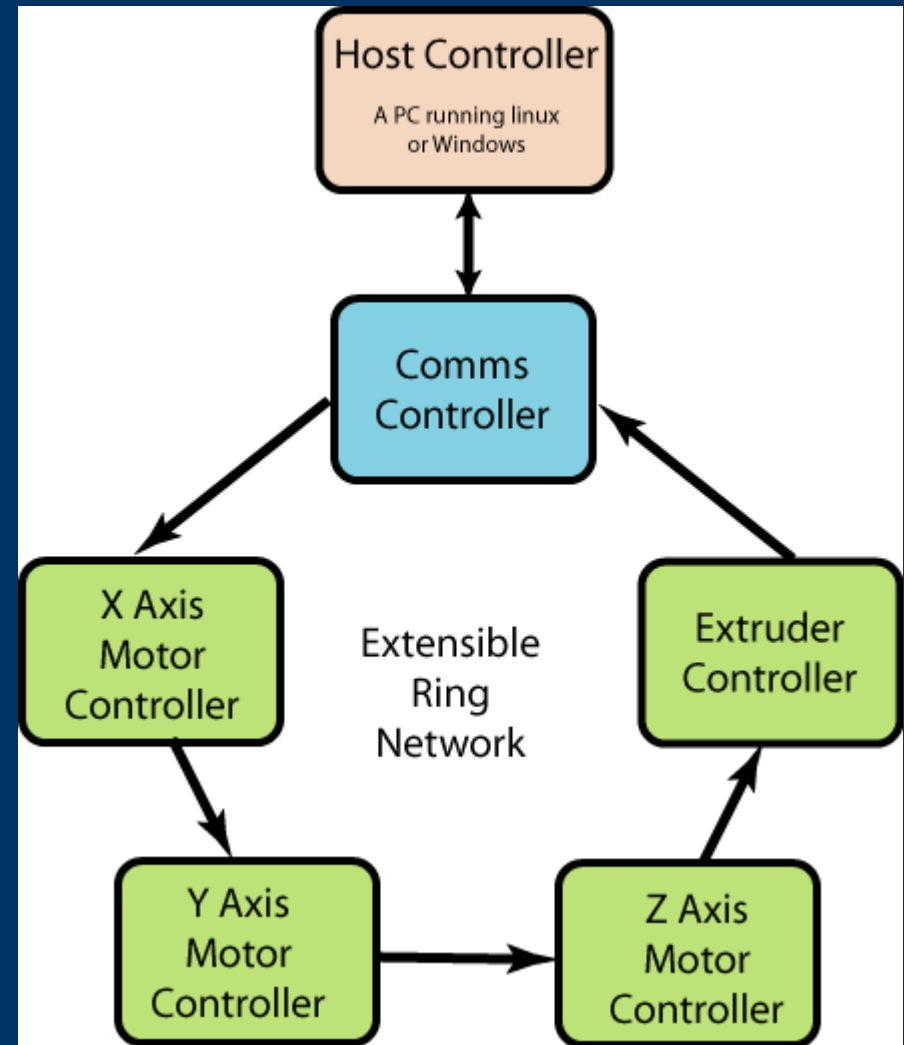 Host Controller
A PC running linux
or Windows
Comms
Controller
X Axis
Motor
Controller
Extensible
Ring
Network
Extruder
Controller
Y Axis
Motor
Controller
Z Axis
Motor
Controller